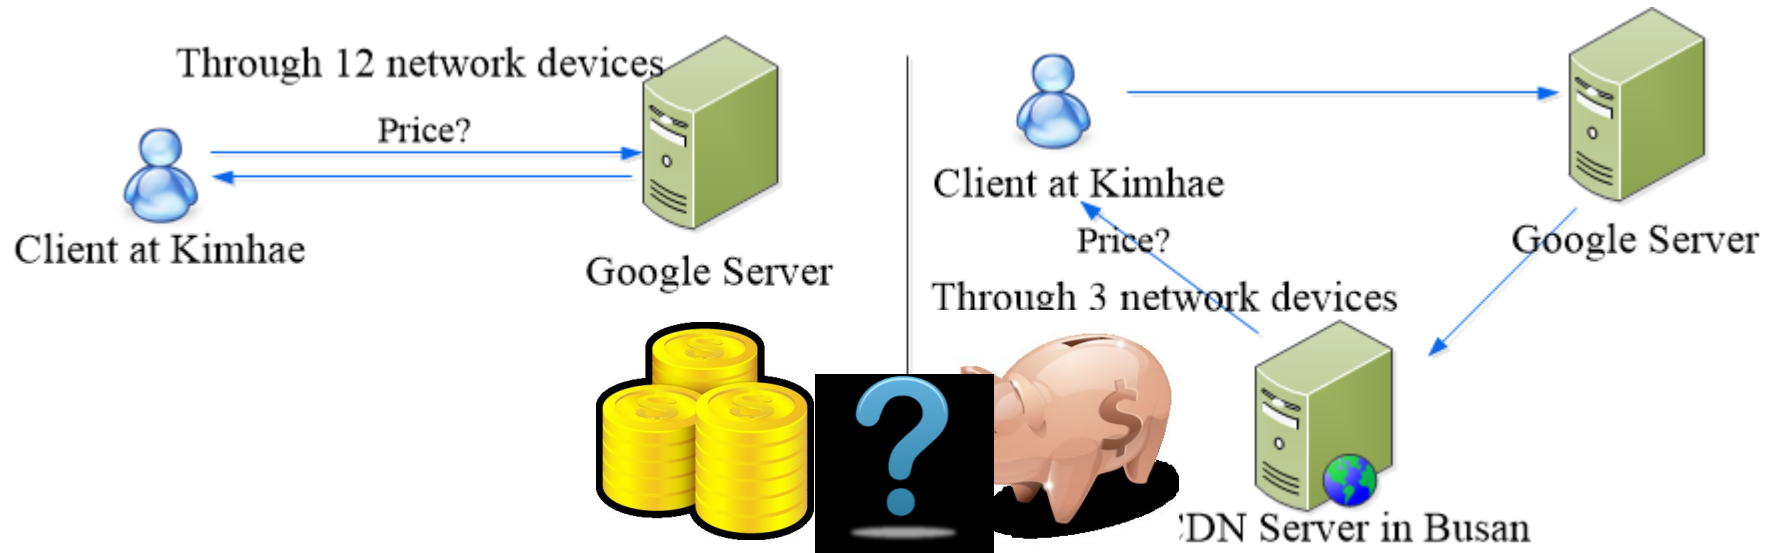 Through 12 network devices
Price?
Client at Kimhae
Google Server
Client at Kimhae
Google Server
Price?
Through 3 network devices
DN Server in Busan
$